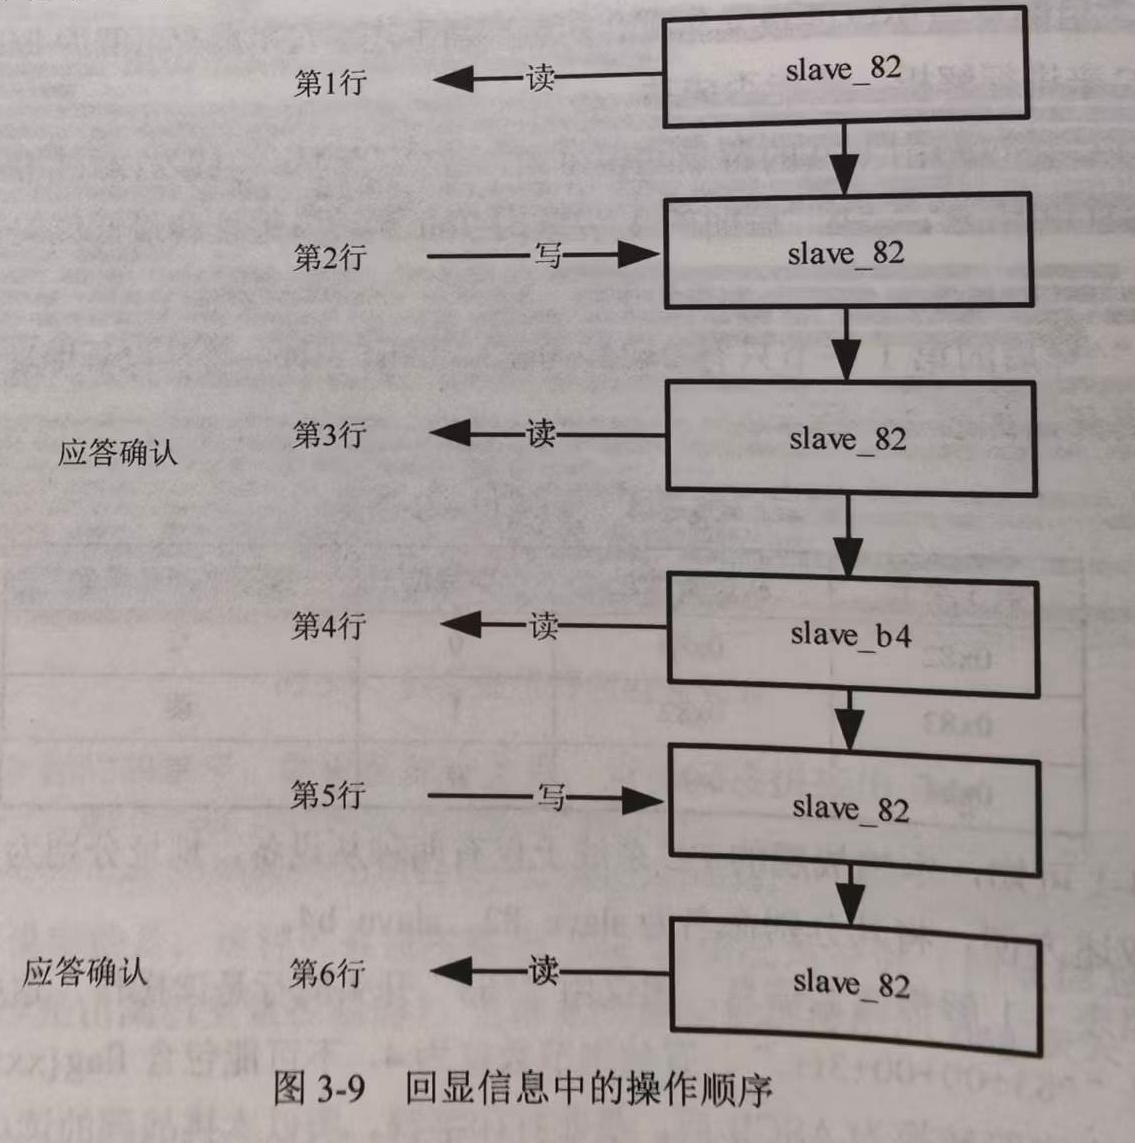 第1行 读 slave_82
第2行 写 slave_82
应答确认 第3行 读 slave_82
第4行 读 slave_b4
第5行 写 slave_82
应答确认 第6行 读 slave_82
图 3-9 回显信息中的操作顺序